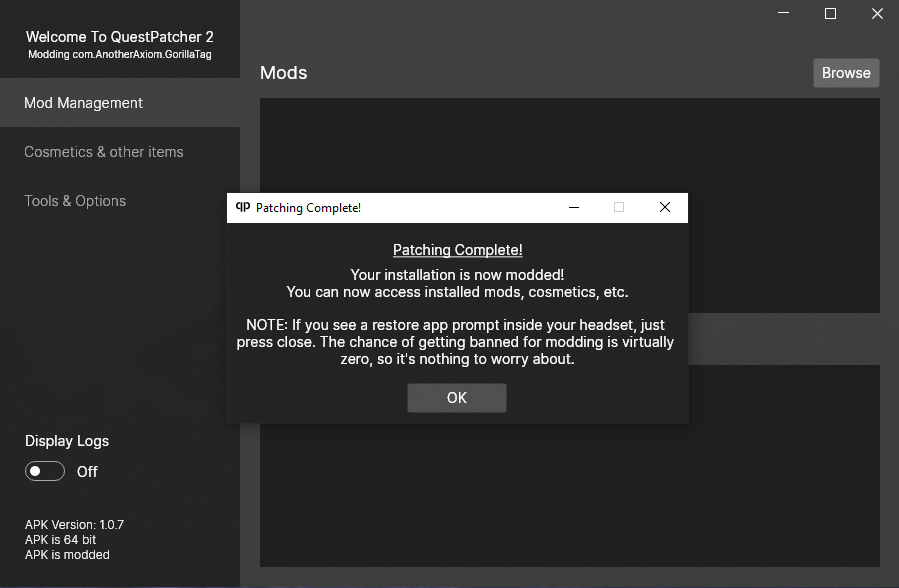 Welcome To QuestPatcher 2
Modding com.AnotherAxiom.GorillaTag
Mod Management
Cosmetics & other items
Tools & Options
Display Logs
Off
APK Version: 1.0.7
APK is 64 bit
APK is modded
Mods
Browse
qp Patching Complete!
Patching Complete!
Your installation is now modded!
You can now access installed mods, cosmetics, etc.
NOTE: If you see a restore app prompt inside your headset, just
press close. The chance of getting banned for modding is virtually
zero, so it's nothing to worry about.
OK